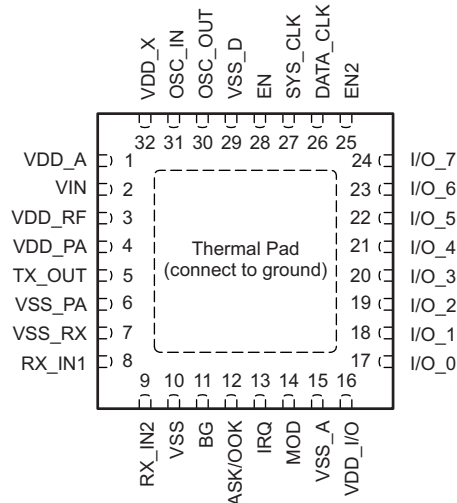 VDD_X
OSC_IN
OSC_OUT
VSS_D
EN
SYS_CLK
DATA_CLK
EN2
32 31 30 29 28 27 26 25
VDD_A 1
VIN 2
VDD_RF 3
VDD_PA 4
TX_OUT 5
VSS_PA 6
VSS_RX 7
RX_IN1 8
Thermal Pad
(connect to ground)
24 I/O_7
23 I/O_6
22 I/O_5
21 I/O_4
20 I/O_3
19 I/O_2
18 I/O_1
17 I/O_0
9 10 11 12 13 14 15 16
RX_IN2
VSS
BG
ASK/OOK
IRQ
MOD
VSS_A
VDD_I/O